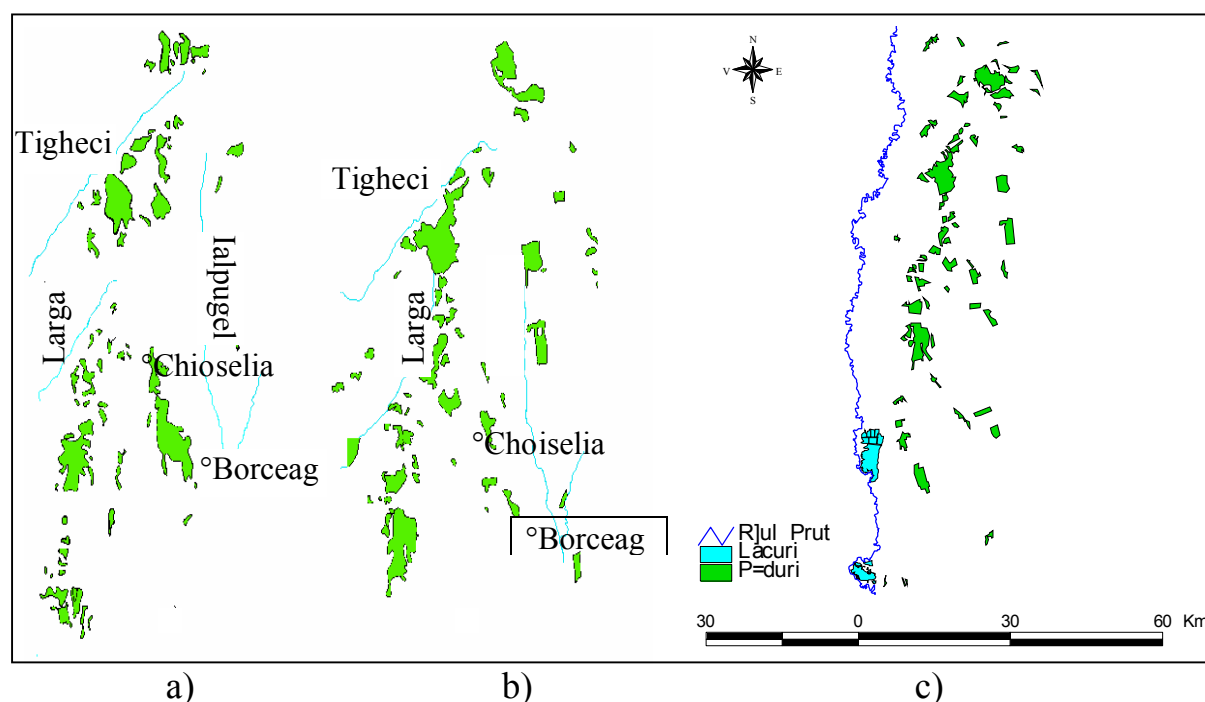 Tigheci
Larga
Ialpugel
°Chioselia
°Borceag
Tigheci
Larga
°Choiselia
°Borceag
N
V
E
S
R]ul Prut
Lacuri
P=duri
30
0
30
60
Km
a)
b)
c)